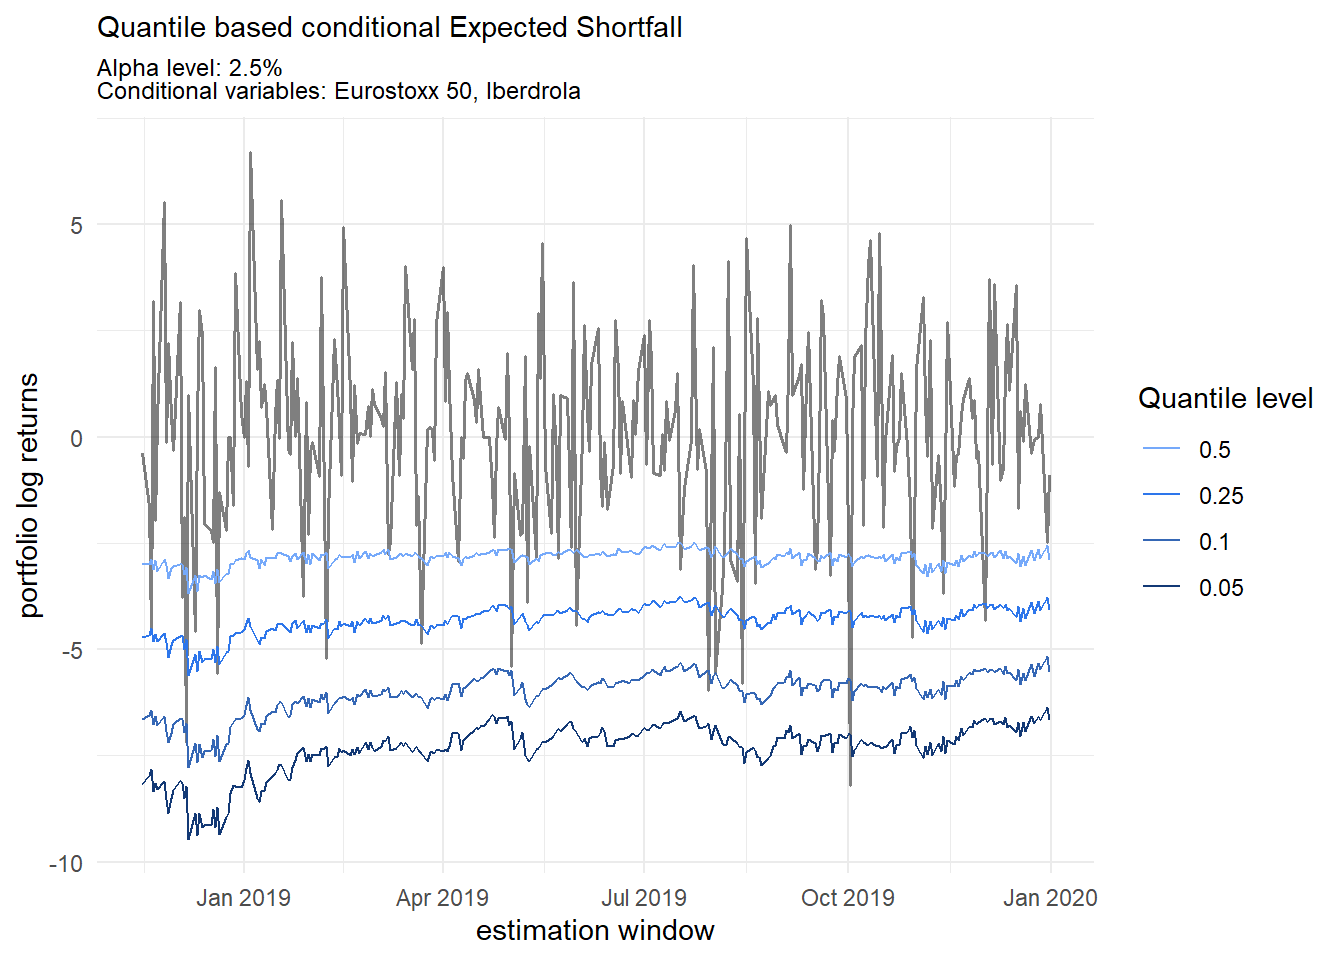 Quantile based conditional Expected Shortfall
Alpha level: 2.5%
Conditional variables: Eurostoxx 50, Iberdrola
5
0
-5
-10
portfolio log returns
Jan 2019
Apr 2019
Jul 2019
Oct 2019
Jan 2020
estimation window
Quantile level
0.5
0.25
0.1
0.05